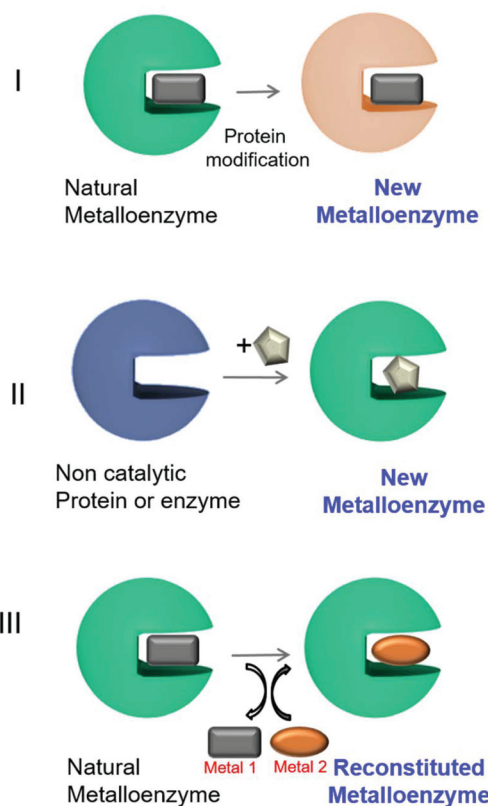 I
Protein
modification
Natural
Metalloenzyme
New
Metalloenzyme
II
+
Non catalytic
Protein or enzyme
New
Metalloenzyme
III
Metal 1
Metal 2
Natural
Metalloenzyme
Reconstituted
Metalloenzyme